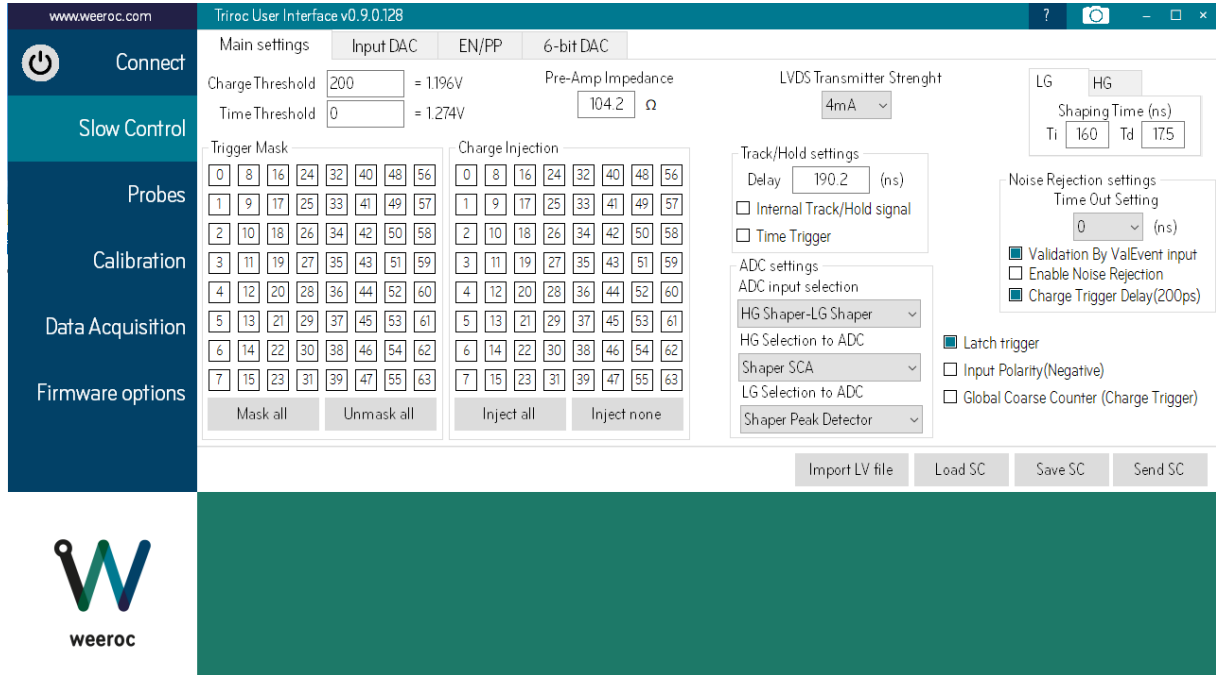 www.weeroc.com
Triroc User Interface v0.9.0.128
?
Connect
Slow Control
Probes
Calibration
Data Acquisition
Firmware options
Main settings Input DAC EN/PP 6-bit DAC
Charge Threshold 200 = 1.196V
Time Threshold 0 = 1.274V
Pre-Amp Impedance
104.2 Ω
LVDS Transmitter Strenght
4mA
LG HG
Shaping Time (ns)
Ti 160 Td 17.5
Trigger Mask
0 8 16 24 32 40 48 56
1 9 17 25 33 41 49 57
2 10 18 26 34 42 50 58
3 11 19 27 35 43 51 59
4 12 20 28 36 44 52 60
5 13 21 29 37 45 53 61
6 14 22 30 38 46 54 62
7 15 23 31 39 47 55 63
Mask all Unmask all
Charge Injection
0 8 16 24 32 40 48 56
1 9 17 25 33 41 49 57
2 10 18 26 34 42 50 58
3 11 19 27 35 43 51 59
4 12 20 28 36 44 52 60
5 13 21 29 37 45 53 61
6 14 22 30 38 46 54 62
7 15 23 31 39 47 55 63
Inject all Inject none
Track/Hold settings
Delay 190.2 (ns)
Internal Track/Hold signal
Time Trigger
ADC settings
ADC input selection
HG Shaper-LG Shaper
HG Selection to ADC
Shaper SCA
LG Selection to ADC
Shaper Peak Detector
Noise Rejection settings
Time Out Setting
0 (ns)
Validation By ValEvent input
Enable Noise Rejection
Charge Trigger Delay(200ps)
Latch trigger
Input Polarity(Negative)
Global Coarse Counter (Charge Trigger)
Import LV file Load SC Save SC Send SC
weeroc